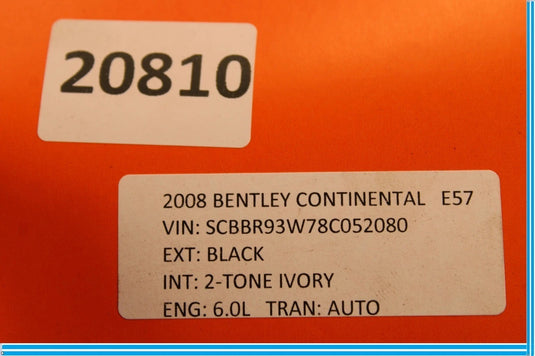 20810
2008 BENTLEY CONTINENTAL E57
VIN: SCBBR93W78C052080
EXT: BLACK
INT: 2-TONE IVORY
ENG: 6.0L TRAN: AUTO